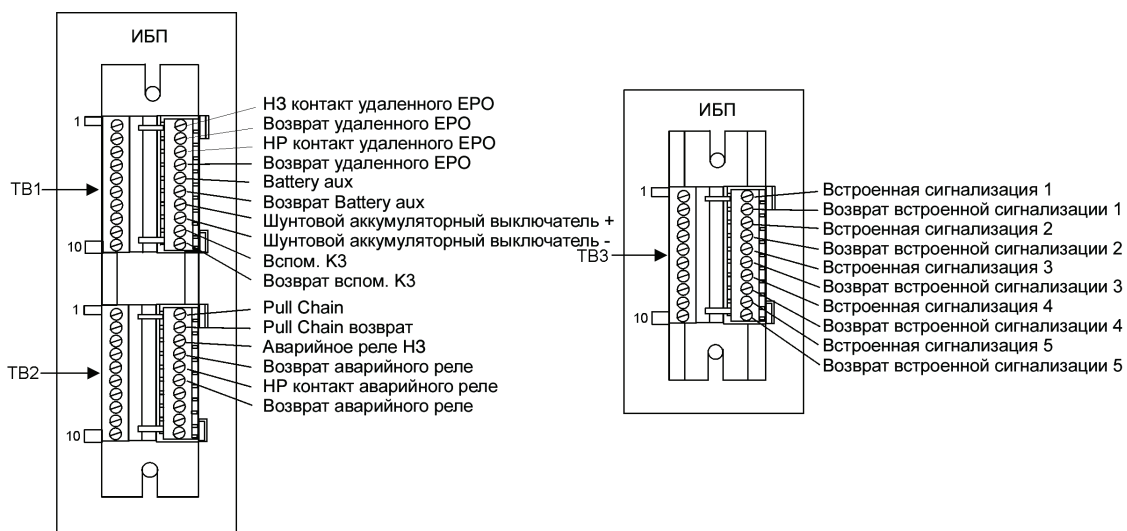 ИБП
1
TB1
10
НЗ контакт удаленного EPO
Возврат удаленного EPO
НР контакт удаленного EPO
Возврат удаленного EPO
Battery aux
Возврат Battery aux
Шунтовой аккумуляторный выключатель +
Шунтовой аккумуляторный выключатель -
Вспом. К3
Возврат вспом. К3
1
TB2
10
Pull Chain
Pull Chain возврат
Аварийное реле НЗ
Возврат аварийного реле
НР контакт аварийного реле
Возврат аварийного реле
ИБП
1
TB3
10
Встроенная сигнализация 1
Возврат встроенной сигнализации 1
Встроенная сигнализация 2
Возврат встроенной сигнализации 2
Встроенная сигнализация 3
Возврат встроенной сигнализации 3
Встроенная сигнализация 4
Возврат встроенной сигнализации 4
Встроенная сигнализация 5
Возврат встроенной сигнализации 5